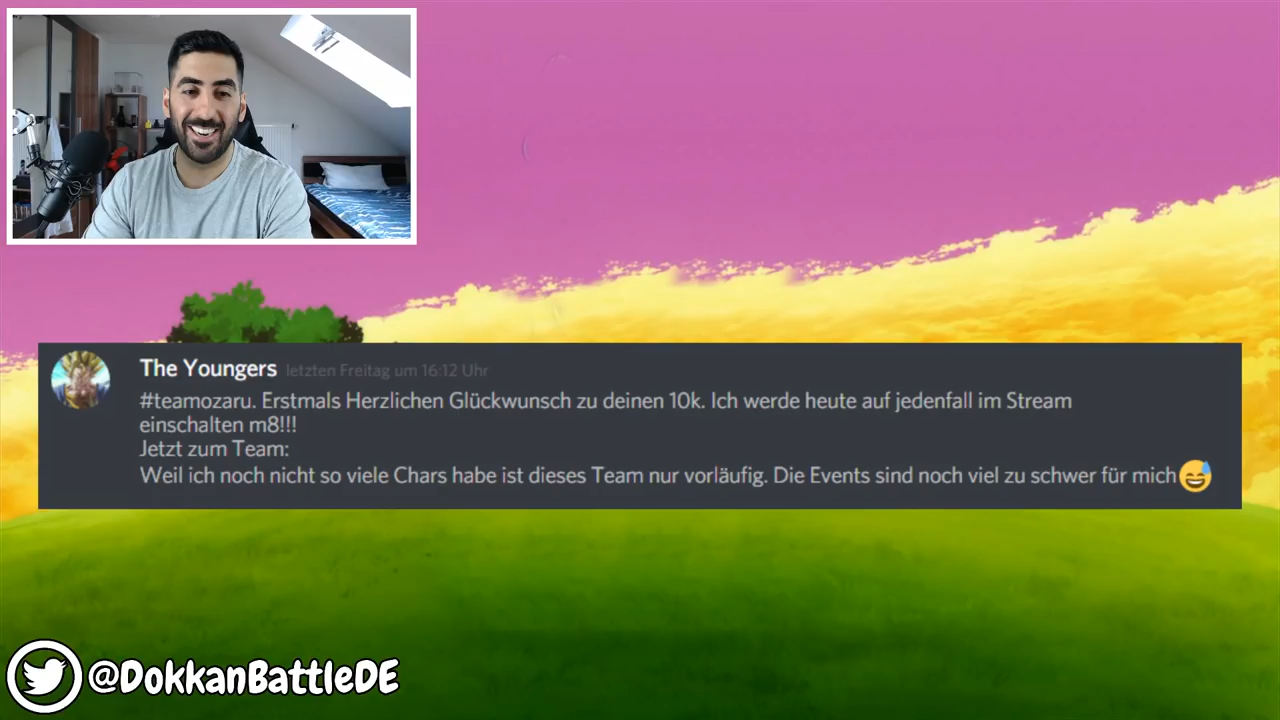 The Youngers letzten Freitag um 16:12 Uhr
#teamozaru. Erstmals Herzlichen Glückwunsch zu deinen 10k. Ich werde heute auf jedenfall im Stream
einschalten m8!!!
Jetzt zum Team:
Weil ich noch nicht so viele Chars habe ist dieses Team nur vorläufig. Die Events sind noch viel zu schwer für mich😅
@DokkanBattleDE